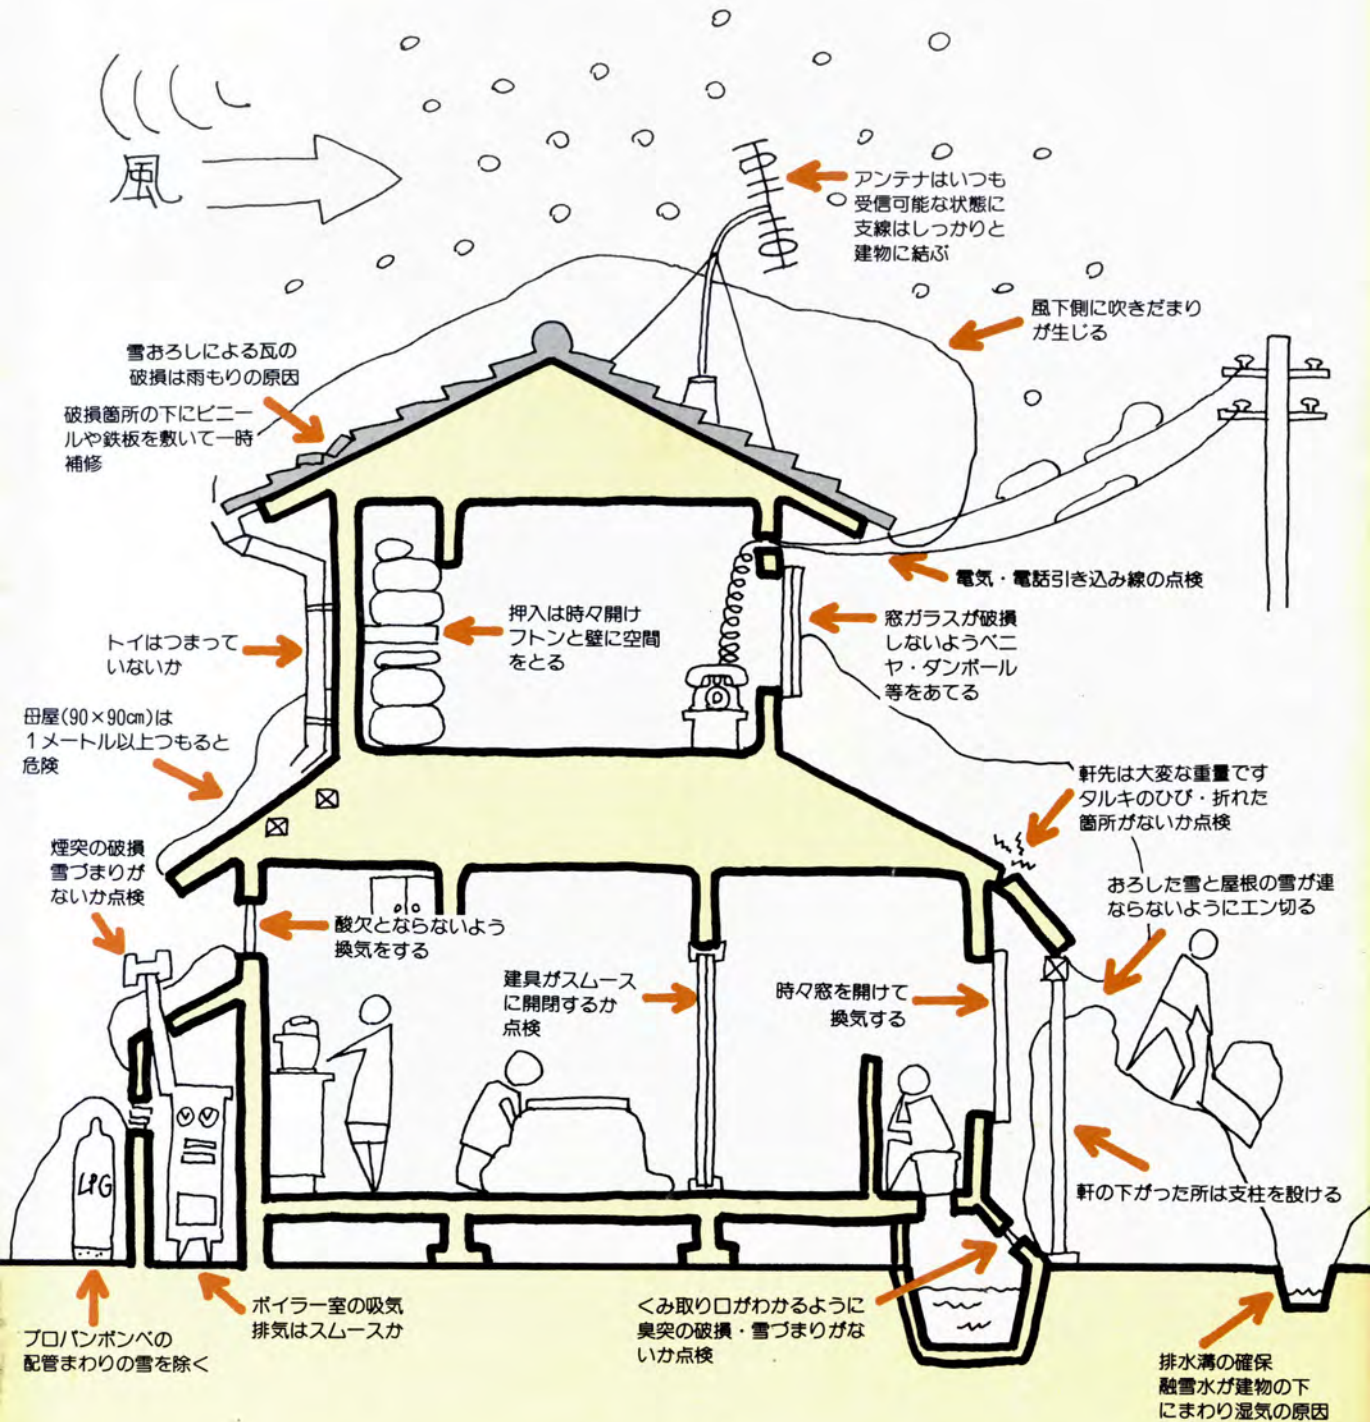 風
アンテナはいつも
受信可能な状態に
支線はしっかりと
建物に結ぶ
風下側に吹きだまり
が生じる
雪おろしによる瓦の
破損は雨もりの原因
破損箇所の下にビニー
ルや鉄板を敷いて一時
補修
電気・電話引き込み線の点検
押入は時々開け
フトンと壁に空間
をとる
窓ガラスが破損
しないようベニ
ヤ・ダンボール
等をあてる
トイはつまって
いないか
母屋(90×90㎝)は
1メートル以上つもると
危険
軒先は大変な重量です
タルキのひび・折れた
箇所がないか点検
煙突の破損
雪づまりが
ないか点検
おろした雪と屋根の雪が連
ならないようにエン切る
酸欠とならないよう
換気をする
建具がスムース
に開閉するか
点検
時々窓を開けて
換気する
LPG
軒の下がった所は支柱を設ける
プロパンボンベの
配管まわりの雪を除く
ボイラー室の吸気
排気はスムースか
くみ取り口がわかるように
臭突の破損・雪づまりがな
いか点検
排水溝の確保
融雪水が建物の下
にまわり湿気の原因